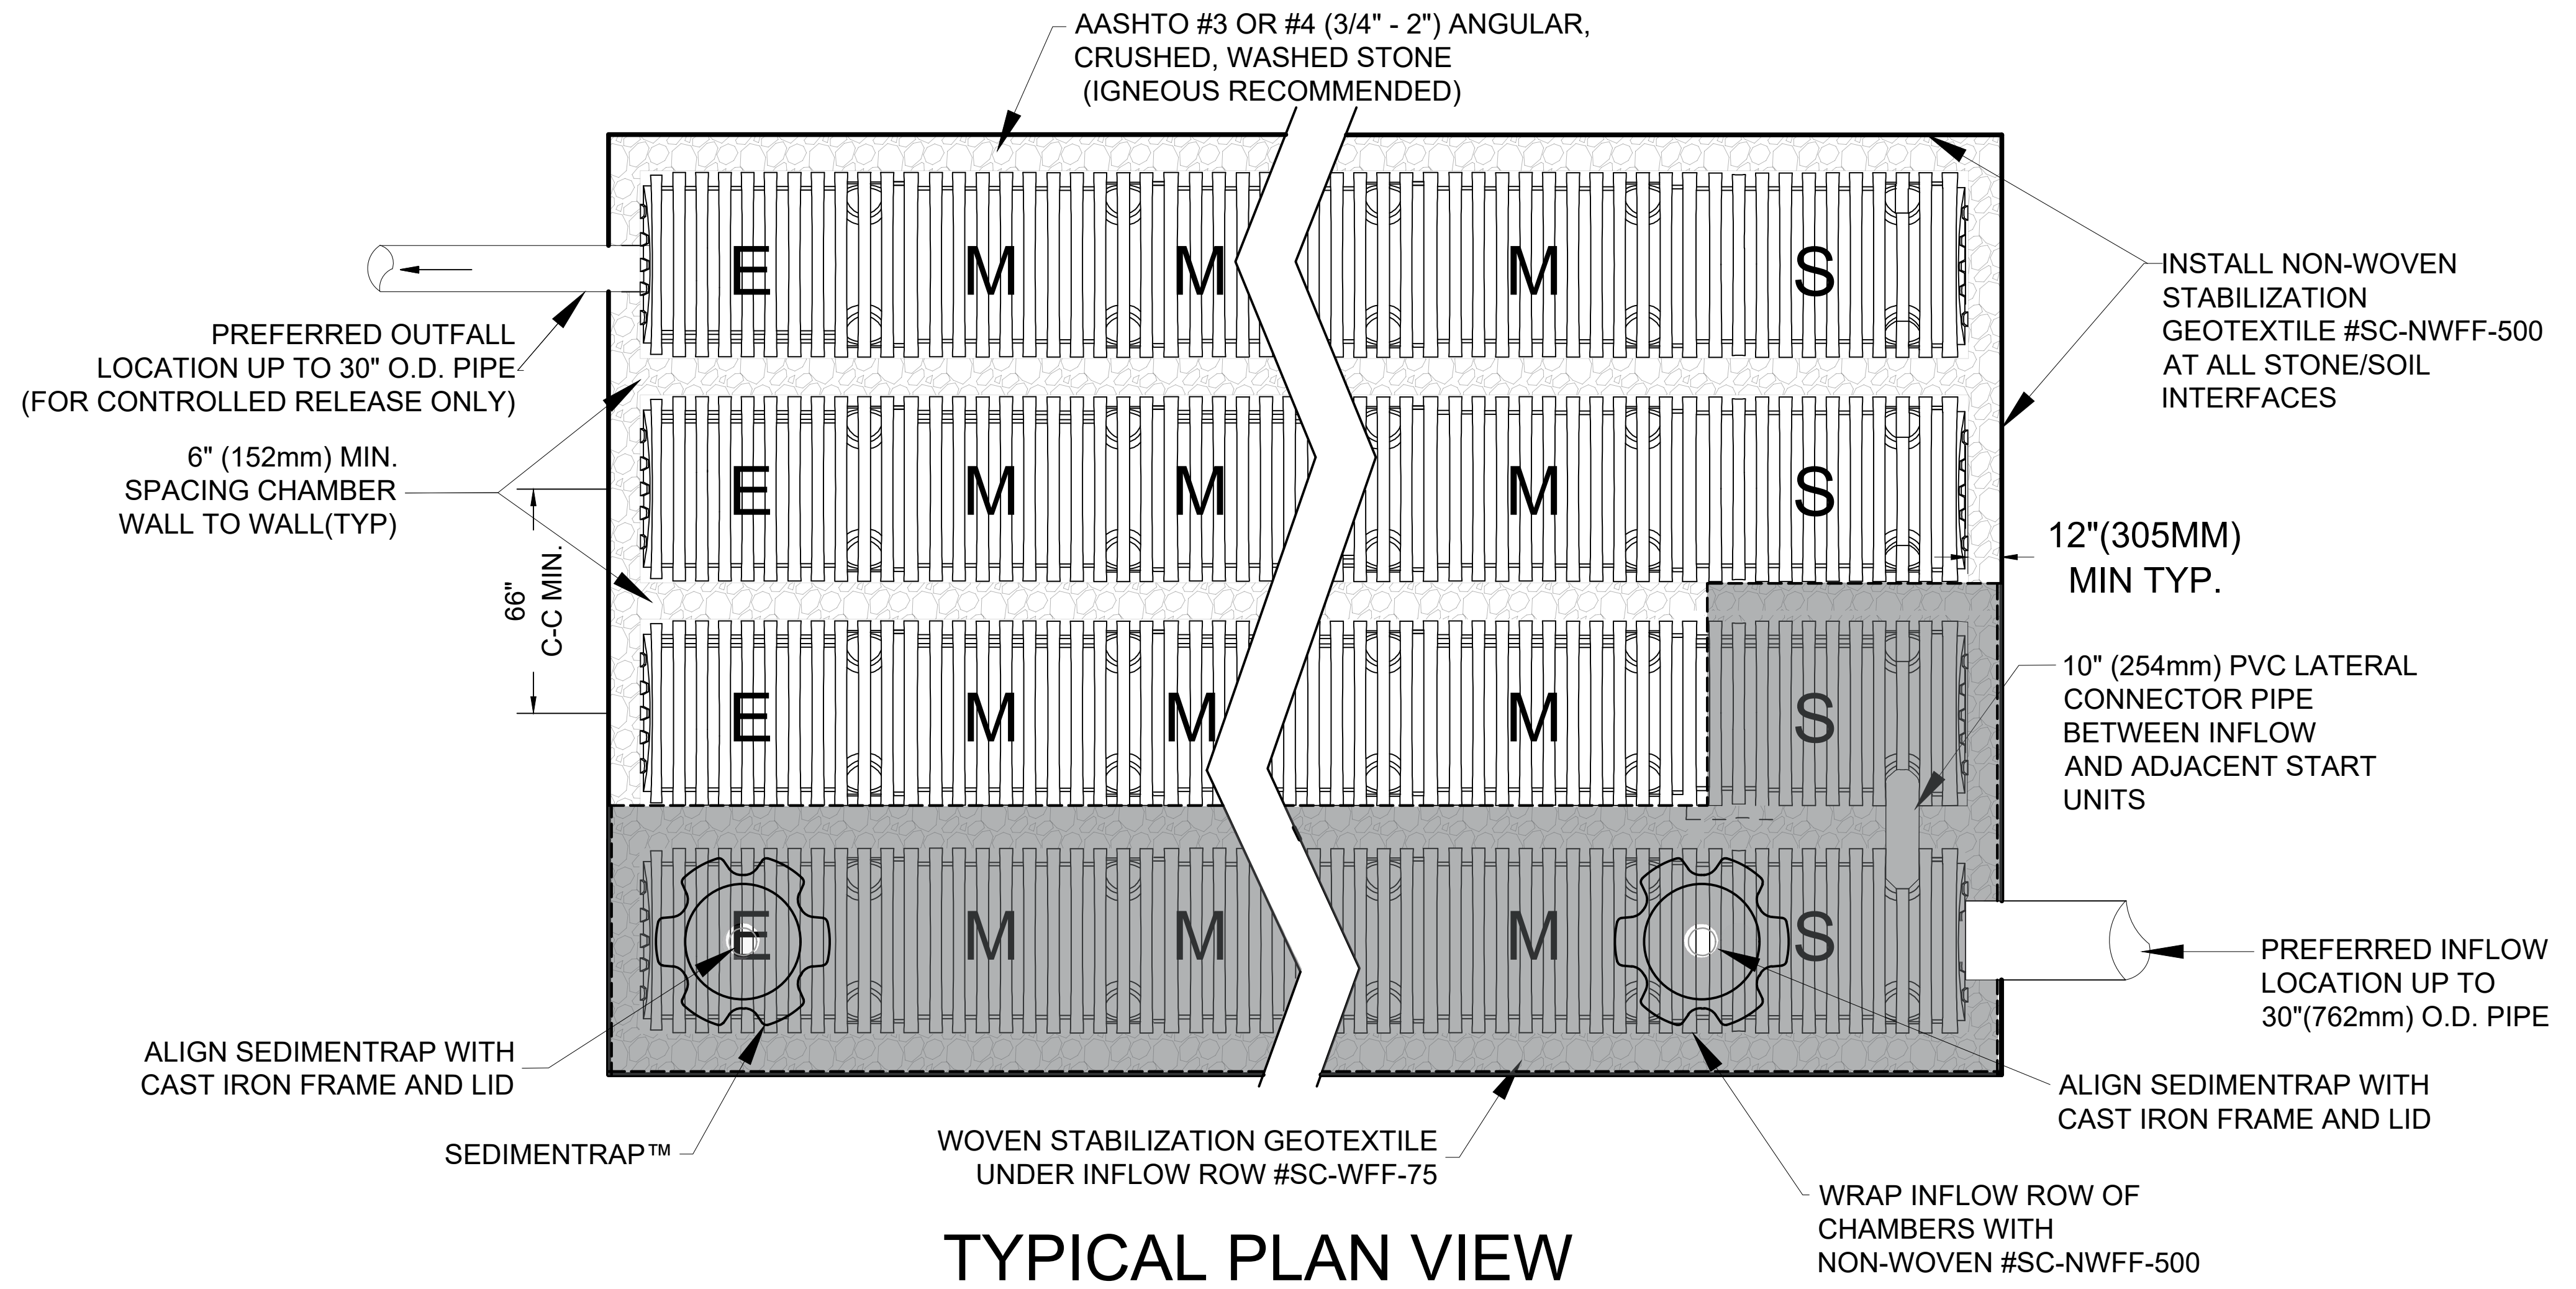 AASHTO #3 OR #4 (3/4" - 2") ANGULAR,
CRUSHED, WASHED STONE
(IGNEOUS RECOMMENDED)
PREFERRED OUTFALL
LOCATION UP TO 30" O.D. PIPE
(FOR CONTROLLED RELEASE ONLY)
6" (152mm) MIN.
SPACING CHAMBER
WALL TO WALL(TYP)
66"
C-C MIN.
E M M M S
E M M M S
E M M M S
E M M M S
INSTALL NON-WOVEN
STABILIZATION
GEOTEXTILE #SC-NWFF-500
AT ALL STONE/SOIL
INTERFACES
12"(305MM)
MIN TYP.
10" (254mm) PVC LATERAL
CONNECTOR PIPE
BETWEEN INFLOW
AND ADJACENT START
UNITS
PREFERRED INFLOW
LOCATION UP TO
30"(762mm) O.D. PIPE
ALIGN SEDIMENTRAP WITH
CAST IRON FRAME AND LID
SEDIMENTRAP™
WOVEN STABILIZATION GEOTEXTILE
UNDER INFLOW ROW #SC-WFF-75
ALIGN SEDIMENTRAP WITH
CAST IRON FRAME AND LID
WRAP INFLOW ROW OF
CHAMBERS WITH
NON-WOVEN #SC-NWFF-500
TYPICAL PLAN VIEW